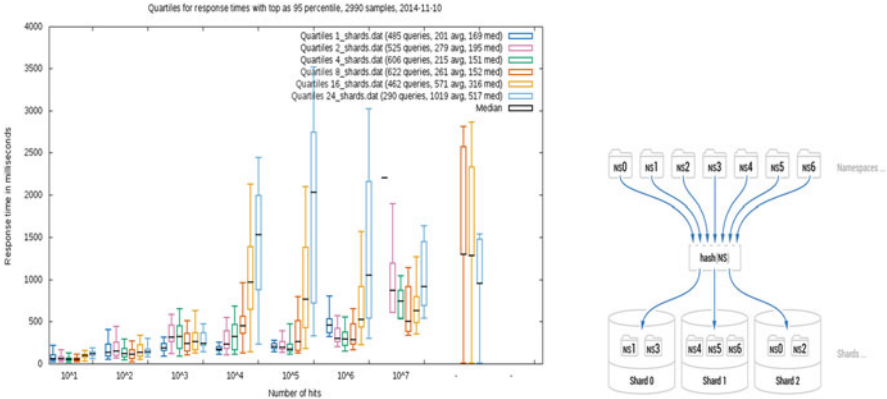 Quartiles for response times with top as 95 percentile, 2990 samples, 2014-11-10
4000
3500
3000
2500
2000
1500
1000
500
0
Response time in milliseconds
Quartiles 1_shards.dat (485 queries, 201 avg, 169 med)
Quartiles 2_shards.dat (525 queries, 279 avg, 195 med)
Quartiles 4_shards.dat (606 queries, 215 avg, 151 med)
Quartiles 8_shards.dat (622 queries, 261 avg, 152 med)
Quartiles 16_shards.dat (462 queries, 571 avg, 316 med)
Quartiles 24_shards.dat (290 queries, 1019 avg, 517 med)
Median
10^1 10^2 10^3 10^4 10^5 10^6 10^7 - -
Number of hits
NS0 NS1 NS2 NS3 NS4 NS5 NS6
Namespaces ...
hash(NS)
NS1 NS3 NS4 NS5 NS6 NS0 NS2
Shards ...
Shard 0 Shard 1 Shard 2